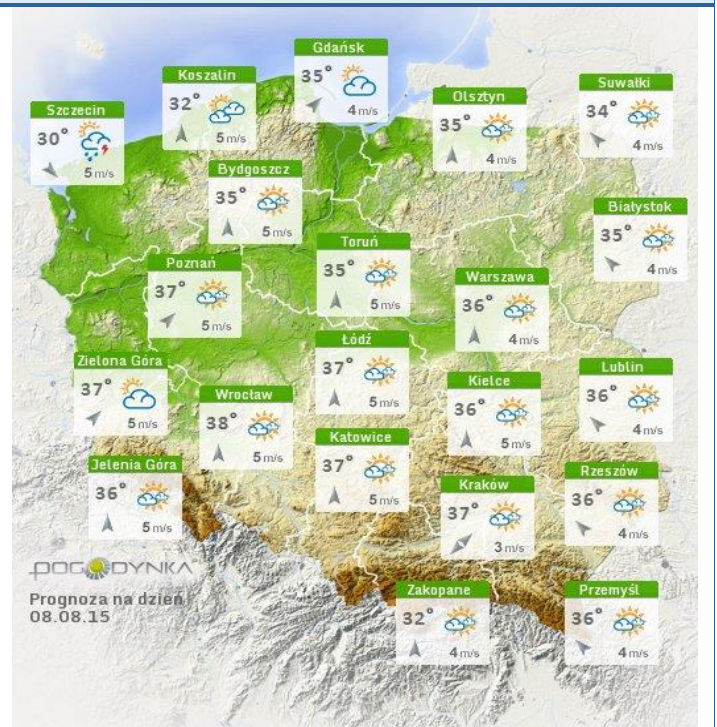 Gdańsk
35°
4 m/s
Koszalin
32°
5 m/s
Suwałki
34°
4 m/s
Olsztyn
35°
4 m/s
Szczecin
30°
5 m/s
Bydgoszcz
35°
5 m/s
Białystok
35°
4 m/s
Toruń
35°
5 m/s
Poznań
37°
5 m/s
Warszawa
36°
4 m/s
Łódź
37°
5 m/s
Zielona Góra
37°
5 m/s
Lublin
36°
4 m/s
Kielce
36°
5 m/s
Wrocław
38°
5 m/s
Katowice
37°
5 m/s
Jelenia Góra
36°
5 m/s
Rzeszów
36°
4 m/s
Kraków
37°
3 m/s
POGODYNKA
Prognoza na dzień
08.08.15
Zakopane
32°
4 m/s
Przemyśl
36°
4 m/s